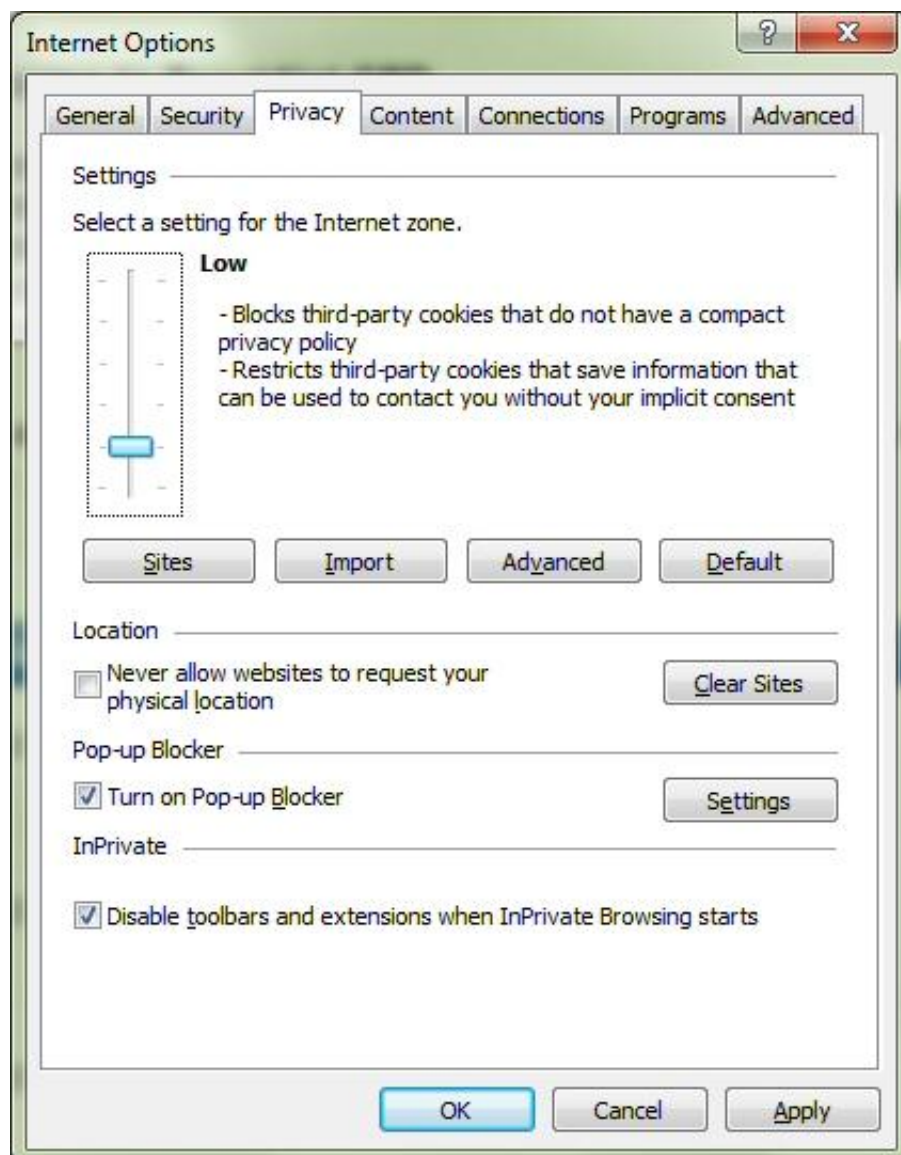 Internet Options
?
X
General Security Privacy Content Connections Programs Advanced
Settings
Select a setting for the Internet zone.
Low
- Blocks third-party cookies that do not have a compact
privacy policy
- Restricts third-party cookies that save information that
can be used to contact you without your implicit consent
Sites Import Advanced Default
Location
Never allow websites to request your
physical location
Clear Sites
Pop-up Blocker
Turn on Pop-up Blocker
Settings
InPrivate
Disable toolbars and extensions when InPrivate Browsing starts
OK Cancel Apply